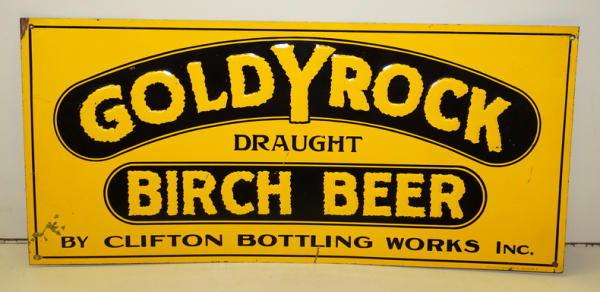 GOLDYROCK
DRAUGHT
BIRCH BEER
BY CLIFTON BOTTLING WORKS INC.